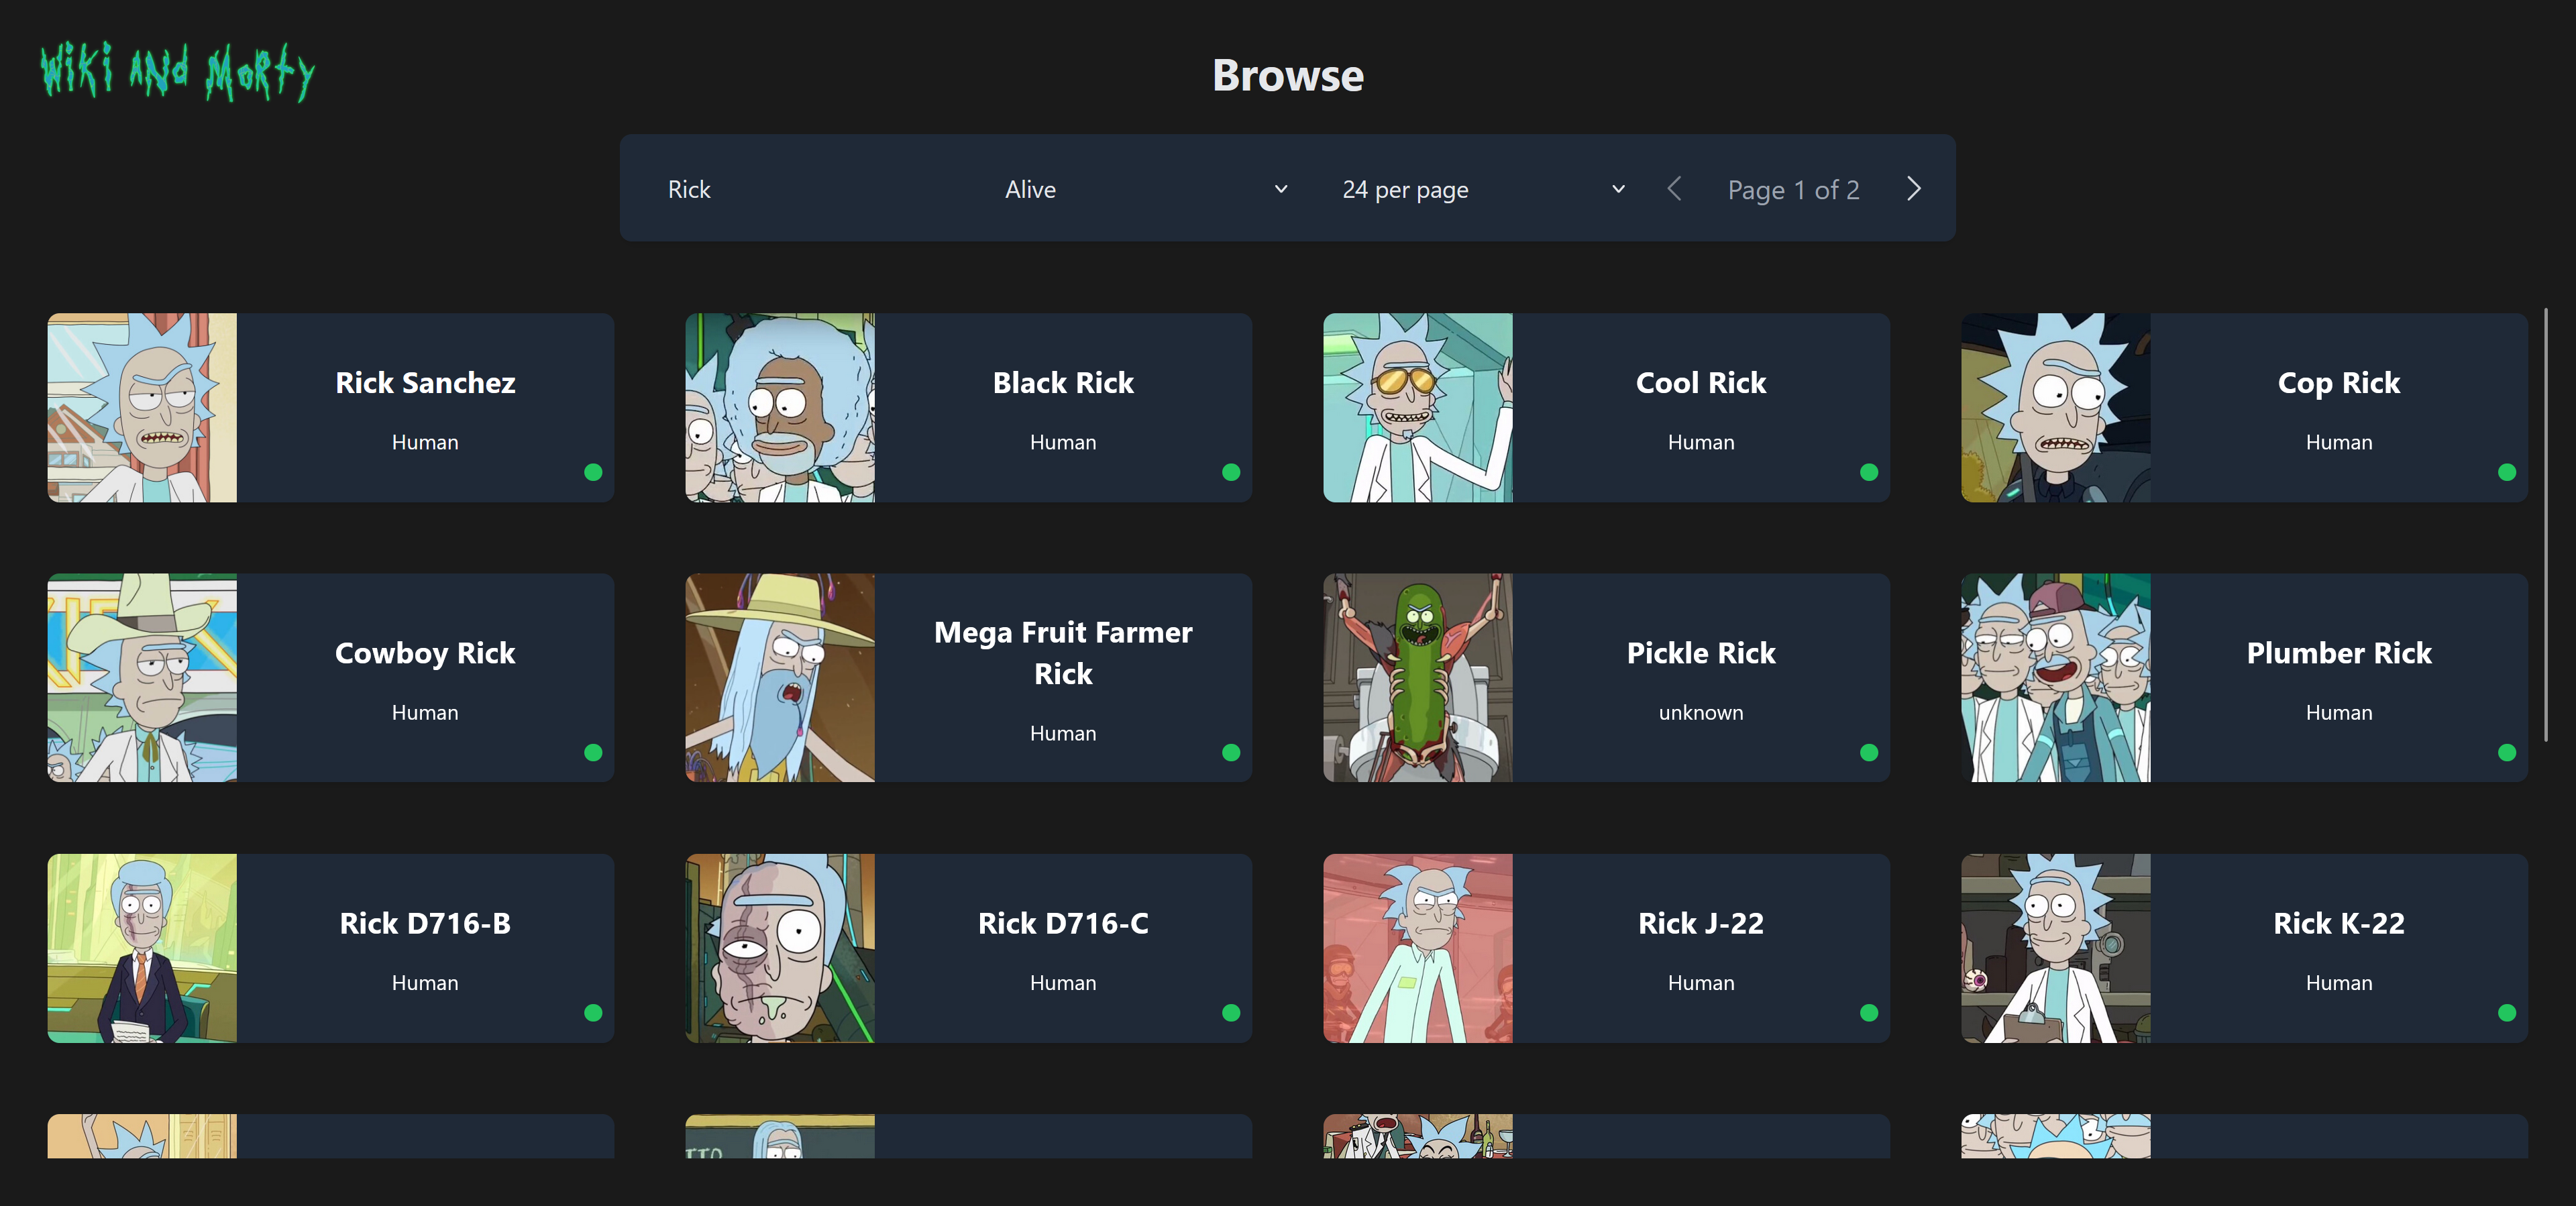 Wiki And Morty
Browse
Rick
Alive
24 per page
Page 1 of 2
Rick Sanchez
Human
Black Rick
Human
Cool Rick
Human
Cop Rick
Human
Cowboy Rick
Human
Mega Fruit Farmer
Rick
Human
Pickle Rick
unknown
Plumber Rick
Human
Rick D716-B
Human
Rick D716-C
Human
Rick J-22
Human
Rick K-22
Human